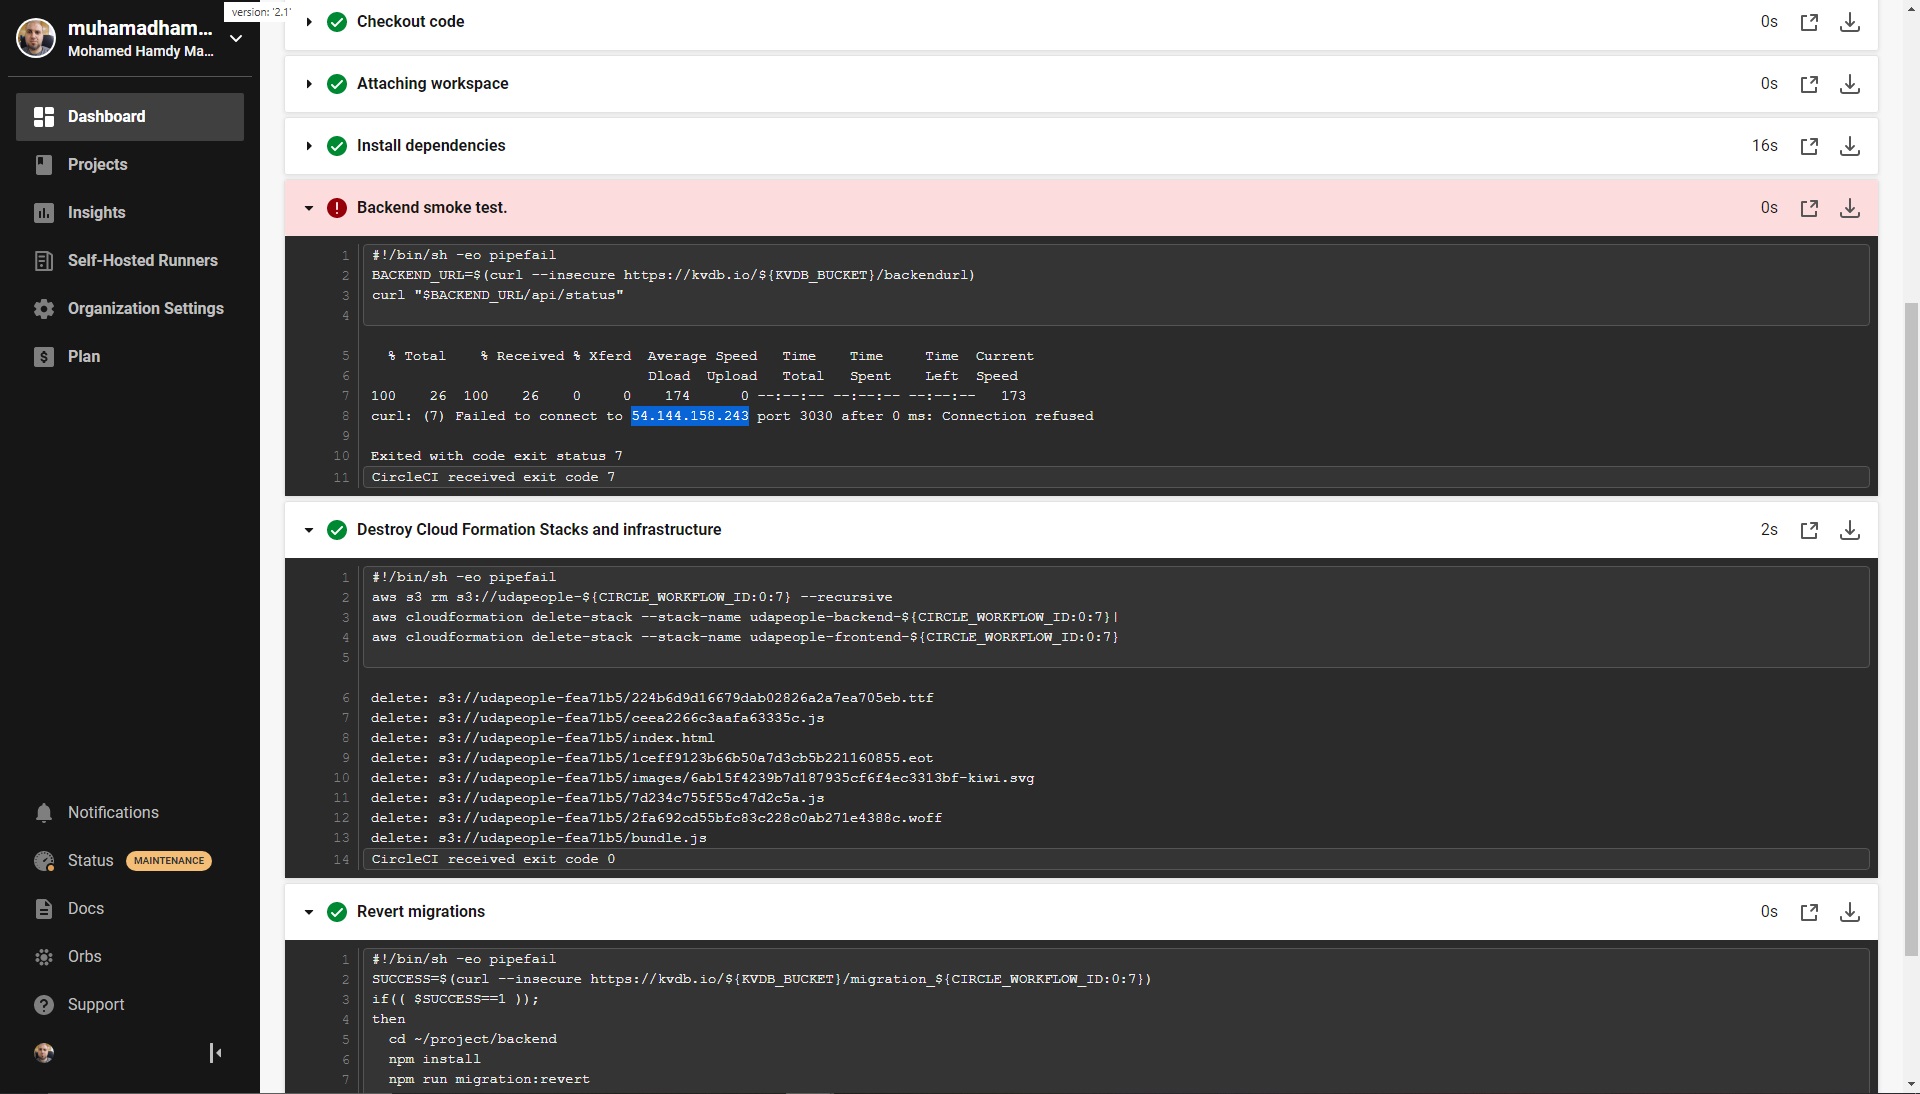 version: '2.1'
muhamadham...
Mohamed Hamdy Ma...
Dashboard
Projects
Insights
Self-Hosted Runners
Organization Settings
Plan
Notifications
Status MAINTENANCE
Docs
Orbs
Support
Checkout code 0s
Attaching workspace 0s
Install dependencies 16s
Backend smoke test. 0s
1 #!/bin/sh -eo pipefail
2 BACKEND_URL=$(curl --insecure https://kvdb.io/${KVDB_BUCKET}/backendurl)
3 curl "$BACKEND_URL/api/status"
4
5 % Total % Received % Xferd Average Speed Time Time Time Current
6 Dload Upload Total Spent Left Speed
7 100 26 100 26 0 0 174 0 --:--:-- --:--:-- --:--:-- 173
8 curl: (7) Failed to connect to 54.144.158.243 port 3030 after 0 ms: Connection refused
9
10 Exited with code exit status 7
11 CircleCI received exit code 7
Destroy Cloud Formation Stacks and infrastructure 2s
1 #!/bin/sh -eo pipefail
2 aws s3 rm s3://udapeople-${CIRCLE_WORKFLOW_ID:0:7} --recursive
3 aws cloudformation delete-stack --stack-name udapeople-backend-${CIRCLE_WORKFLOW_ID:0:7}|
4 aws cloudformation delete-stack --stack-name udapeople-frontend-${CIRCLE_WORKFLOW_ID:0:7}
5
6 delete: s3://udapeople-fea71b5/224b6d9d16679dab02826a2a7ea705eb.ttf
7 delete: s3://udapeople-fea71b5/ceea2266c3aafa63335c.js
8 delete: s3://udapeople-fea71b5/index.html
9 delete: s3://udapeople-fea71b5/1ceff9123b66b50a7d3cb5b221160855.eot
10 delete: s3://udapeople-fea71b5/images/6ab15f4239b7d187935cf6f4ec3313bf-kiwi.svg
11 delete: s3://udapeople-fea71b5/7d234c755f55c47d2c5a.js
12 delete: s3://udapeople-fea71b5/2fa692cd55bfc83c228c0ab271e4388c.woff
13 delete: s3://udapeople-fea71b5/bundle.js
14 CircleCI received exit code 0
Revert migrations 0s
1 #!/bin/sh -eo pipefail
2 SUCCESS=$(curl --insecure https://kvdb.io/${KVDB_BUCKET}/migration_${CIRCLE_WORKFLOW_ID:0:7})
3 if(( $SUCCESS==1 ));
4 then
5 cd ~/project/backend
6 npm install
7 npm run migration:revert